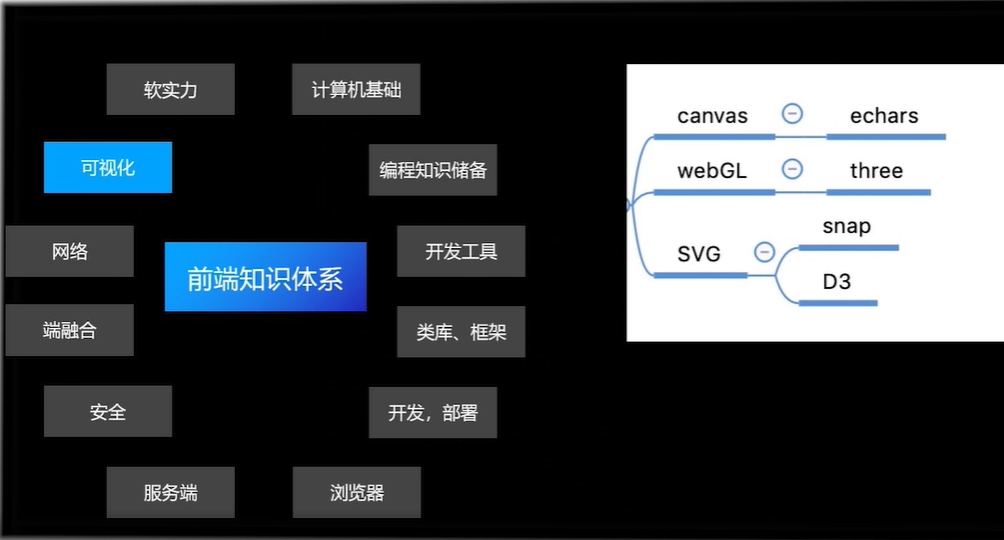 软实力
计算机基础
可视化
编程知识储备
网络
前端知识体系
开发工具
端融合
类库、框架
安全
开发，部署
服务端
浏览器
canvas
echars
webGL
three
SVG
snap
D3